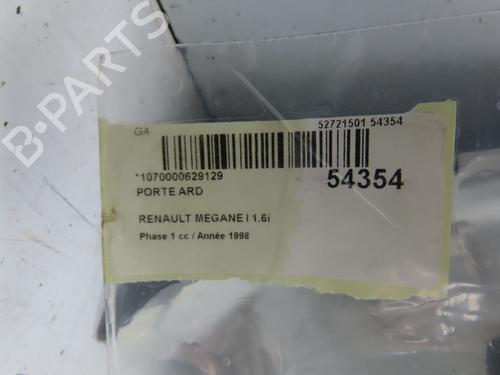 B-PARTS
GA
52721501 54354
*1070000629129
54354
PORTE ARD
RENAULT MEGANE I 1.6i
Phase 1 cc / Année 1998